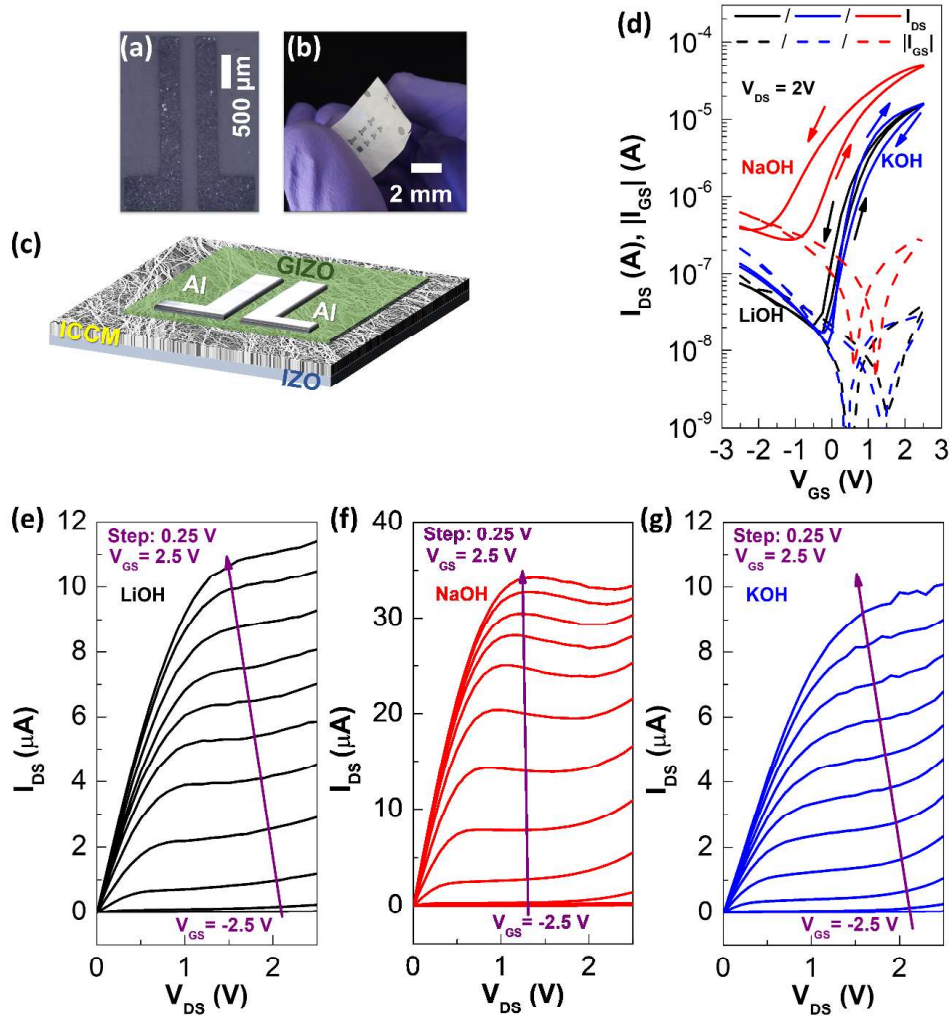 (a)
500 µm
(b)
2 mm
(c)
GIZO
Al
Al
ICCM
IZO
(d)
/ / I_DS
/ / |I_GS|
V_DS = 2V
NaOH
KOH
LiOH
10^-4
10^-5
10^-6
10^-7
10^-8
10^-9
I_DS (A), |I_GS| (A)
-3 -2 -1 0 1 2 3
V_GS (V)
(e)
Step: 0.25 V
V_GS = 2.5 V
LiOH
12
10
8
6
4
2
0
I_DS (µA)
V_GS = -2.5 V
0 1 2
V_DS (V)
(f)
Step: 0.25 V
V_GS = 2.5 V
NaOH
40
30
20
10
0
I_DS (µA)
V_GS = -2.5 V
0 1 2
V_DS (V)
(g)
Step: 0.25 V
V_GS = 2.5 V
KOH
12
10
8
6
4
2
0
I_DS (µA)
V_GS = -2.5 V
0 1 2
V_DS (V)